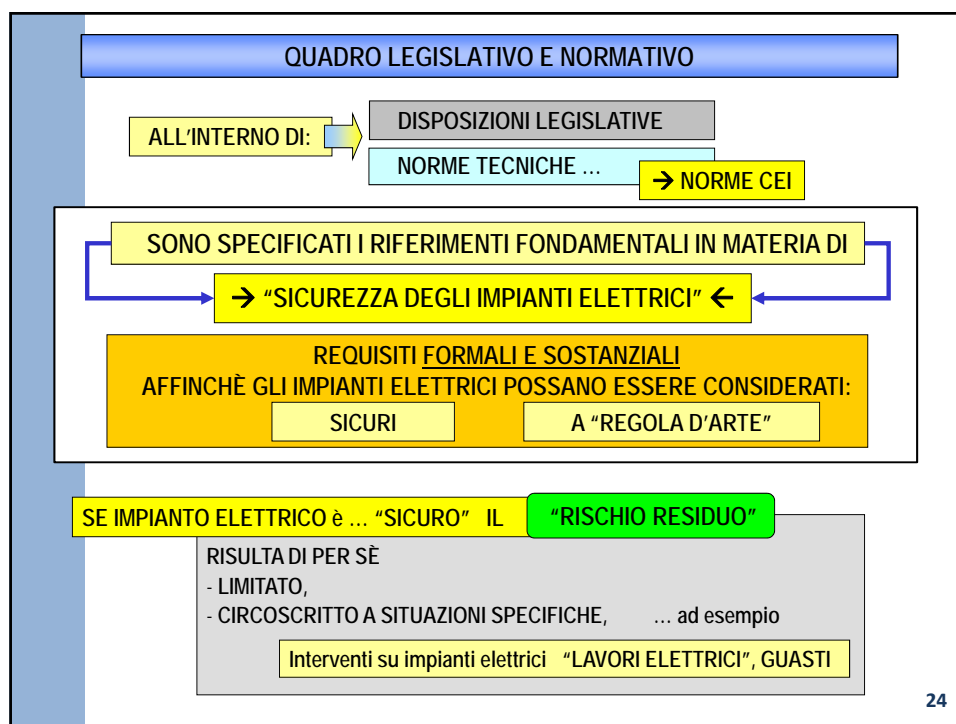 QUADRO LEGISLATIVO E NORMATIVO
ALL'INTERNO DI:
DISPOSIZIONI LEGISLATIVE
NORME TECNICHE ...
→ NORME CEI
SONO SPECIFICATI I RIFERIMENTI FONDAMENTALI IN MATERIA DI
→ “SICUREZZA DEGLI IMPIANTI ELETTRICI” ←
REQUISITI FORMALI E SOSTANZIALI
AFFINCHÈ GLI IMPIANTI ELETTRICI POSSANO ESSERE CONSIDERATI:
SICURI
A “REGOLA D'ARTE”
SE IMPIANTO ELETTRICO è ... “SICURO” IL
“RISCHIO RESIDUO”
RISULTA DI PER SÈ
- LIMITATO,
- CIRCOSCRITTO A SITUAZIONI SPECIFICHE, ... ad esempio
Interventi su impianti elettrici “LAVORI ELETTRICI”, GUASTI
24